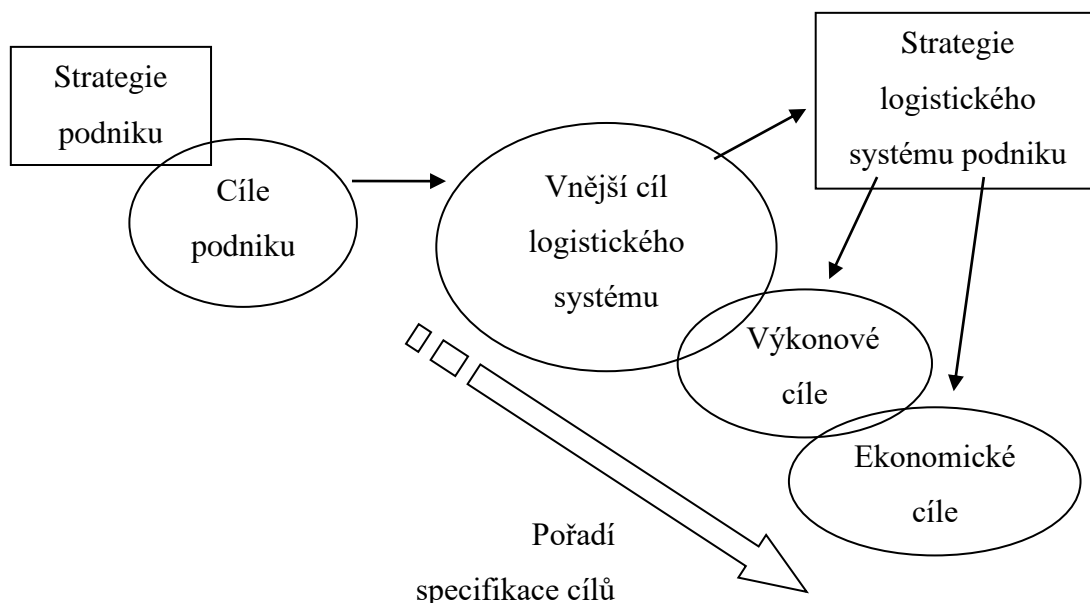 Strategie
podniku
Cíle
podniku
Vnější cíl
logistického
systému
Strategie
logistického
systému podniku
Výkonové
cíle
Ekonomické
cíle
Pořadí
specifikace cílů